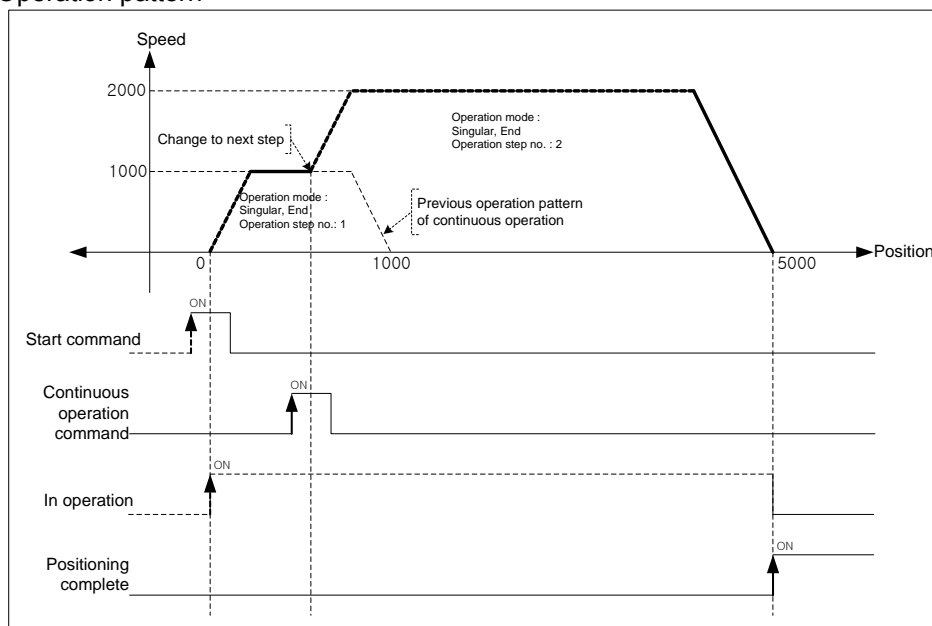 Operation pattern
Speed
2000
Operation mode :
Singular, End
Operation step no. : 2
Change to next step
1000
Operation mode :
Singular, End
Operation step no.: 1
Previous operation pattern
of continuous operation
Position
0
1000
5000
ON
Start command
ON
Continuous
operation
command
ON
In operation
ON
Positioning
complete